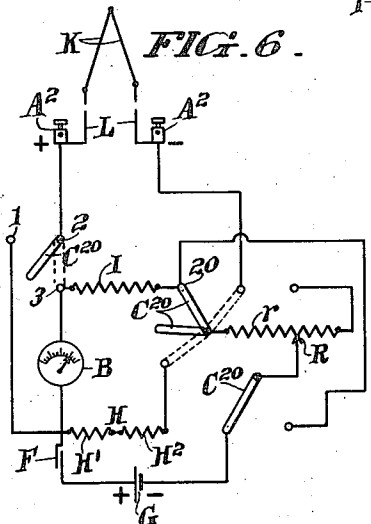 K
FIG. 6.
A²
L
A²
+
-
1
2
C²⁰
3
I
20
C²⁰
r
R
B
C²⁰
H
H¹
H²
F
+
-
G